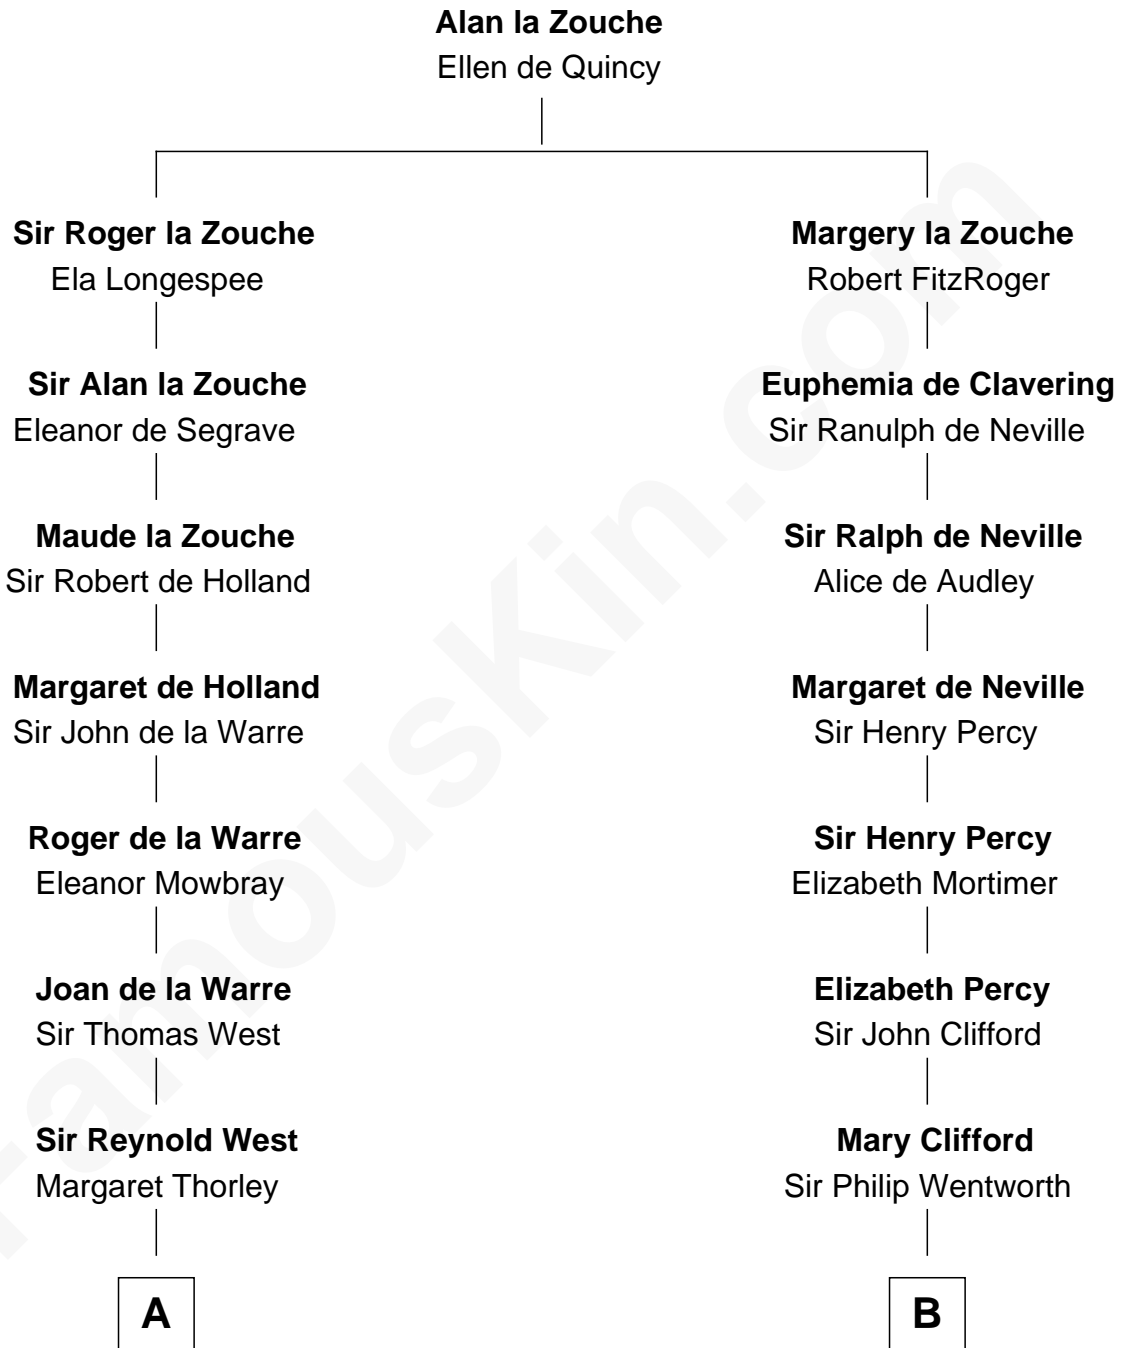 Alan la Zouche
Ellen de Quincy
Sir Roger la Zouche
Ela Longespee
Margery la Zouche
Robert FitzRoger
Sir Alan la Zouche
Eleanor de Segrave
Euphemia de Clavering
Sir Ranulph de Neville
Maude la Zouche
Sir Robert de Holland
Sir Ralph de Neville
Alice de Audley
Margaret de Holland
Sir John de la Warre
Margaret de Neville
Sir Henry Percy
Roger de la Warre
Eleanor Mowbray
Sir Henry Percy
Elizabeth Mortimer
Joan de la Warre
Sir Thomas West
Elizabeth Percy
Sir John Clifford
Sir Reynold West
Margaret Thorley
Mary Clifford
Sir Philip Wentworth
A
B
FamousKin.com